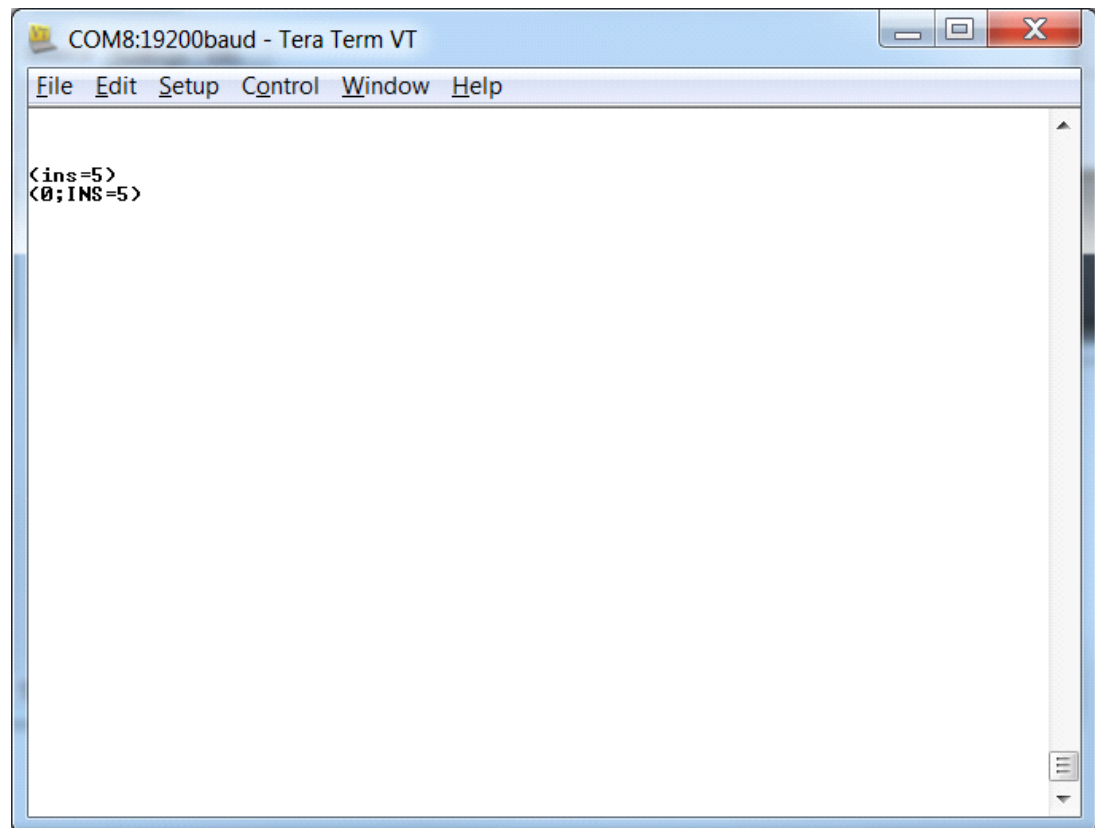 COM8:19200baud - Tera Term VT
File Edit Setup Control Window Help
(ins=5)
(0;INS=5)